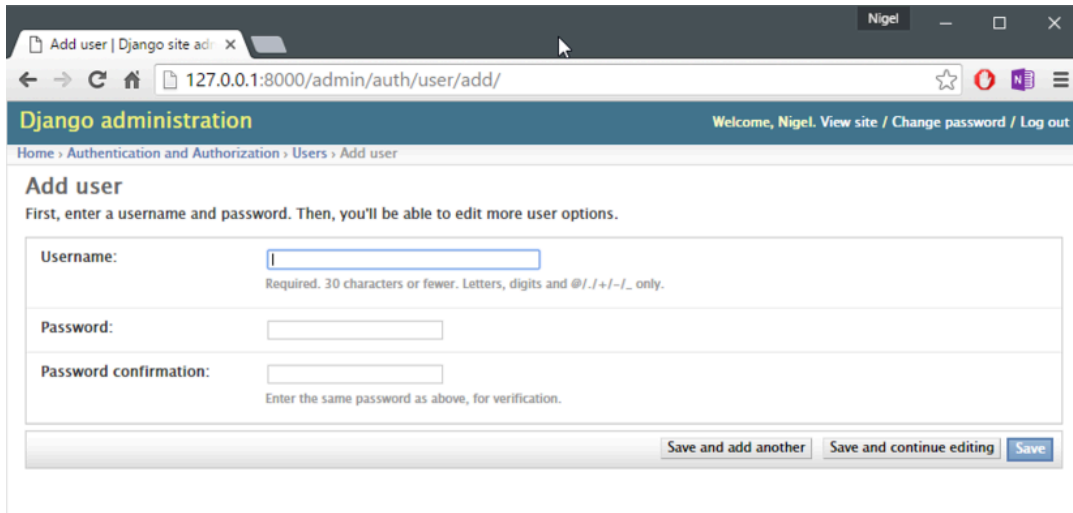 Nigel
Add user | Django site adr
127.0.0.1:8000/admin/auth/user/add/
Django administration
Welcome, Nigel. View site / Change password / Log out
Home › Authentication and Authorization › Users › Add user
Add user
First, enter a username and password. Then, you'll be able to edit more user options.
Username:
Required. 30 characters or fewer. Letters, digits and @/./+/-/_ only.
Password:
Password confirmation:
Enter the same password as above, for verification.
Save and add another Save and continue editing Save